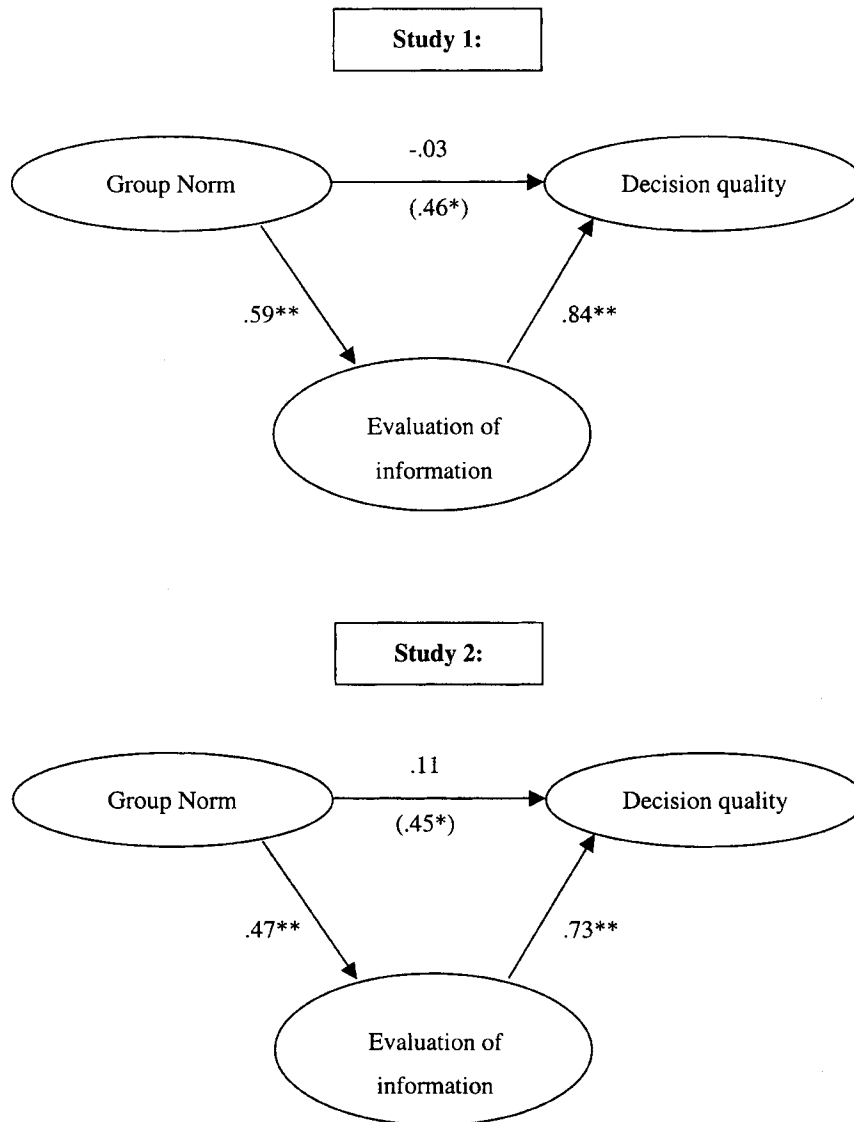 Study 1:
-.03
Group Norm
Decision quality
(.46*)
.59**
.84**
Evaluation of
information
Study 2:
.11
Group Norm
Decision quality
(.45*)
.47**
.73**
Evaluation of
information